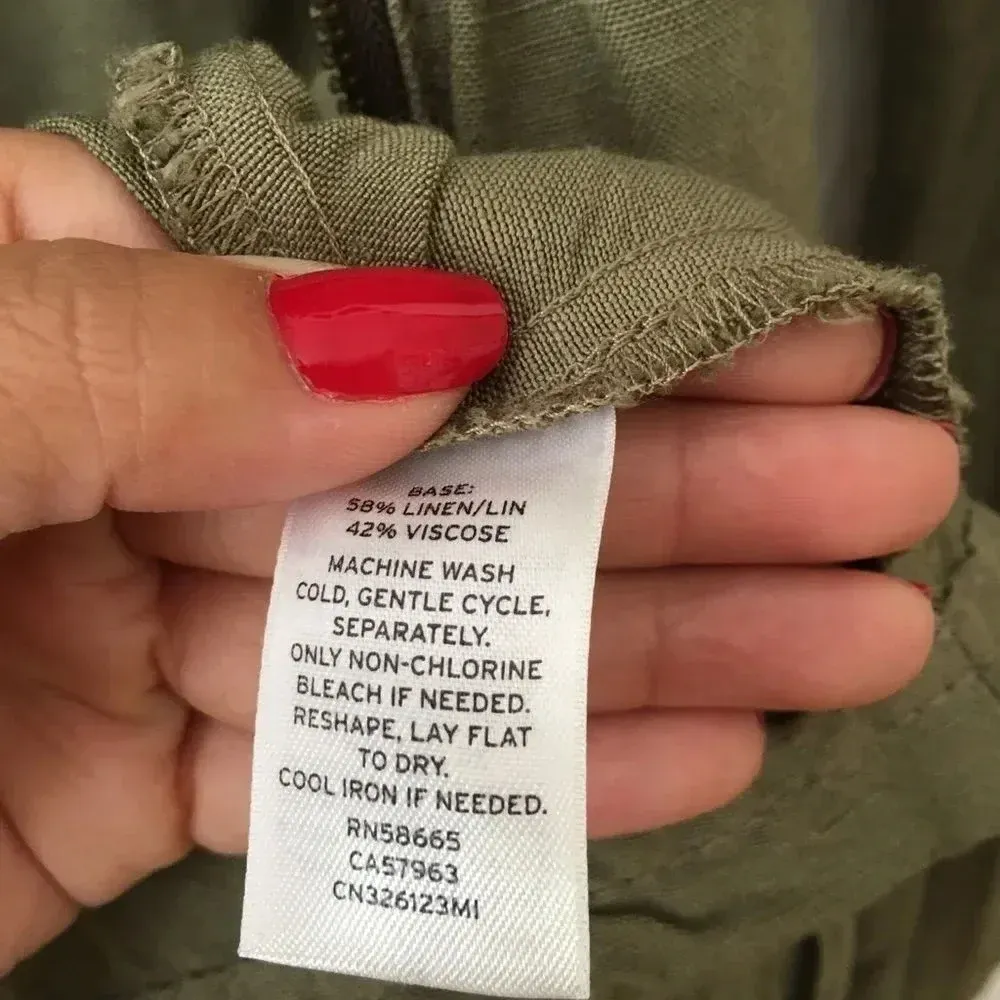 BASE:
58% LINEN/LIN
42% VISCOSE
MACHINE WASH
COLD, GENTLE CYCLE,
SEPARATELY.
ONLY NON-CHLORINE
BLEACH IF NEEDED.
RESHAPE, LAY FLAT
TO DRY.
COOL IRON IF NEEDED.
RN58665
CA57963
CN326123MI